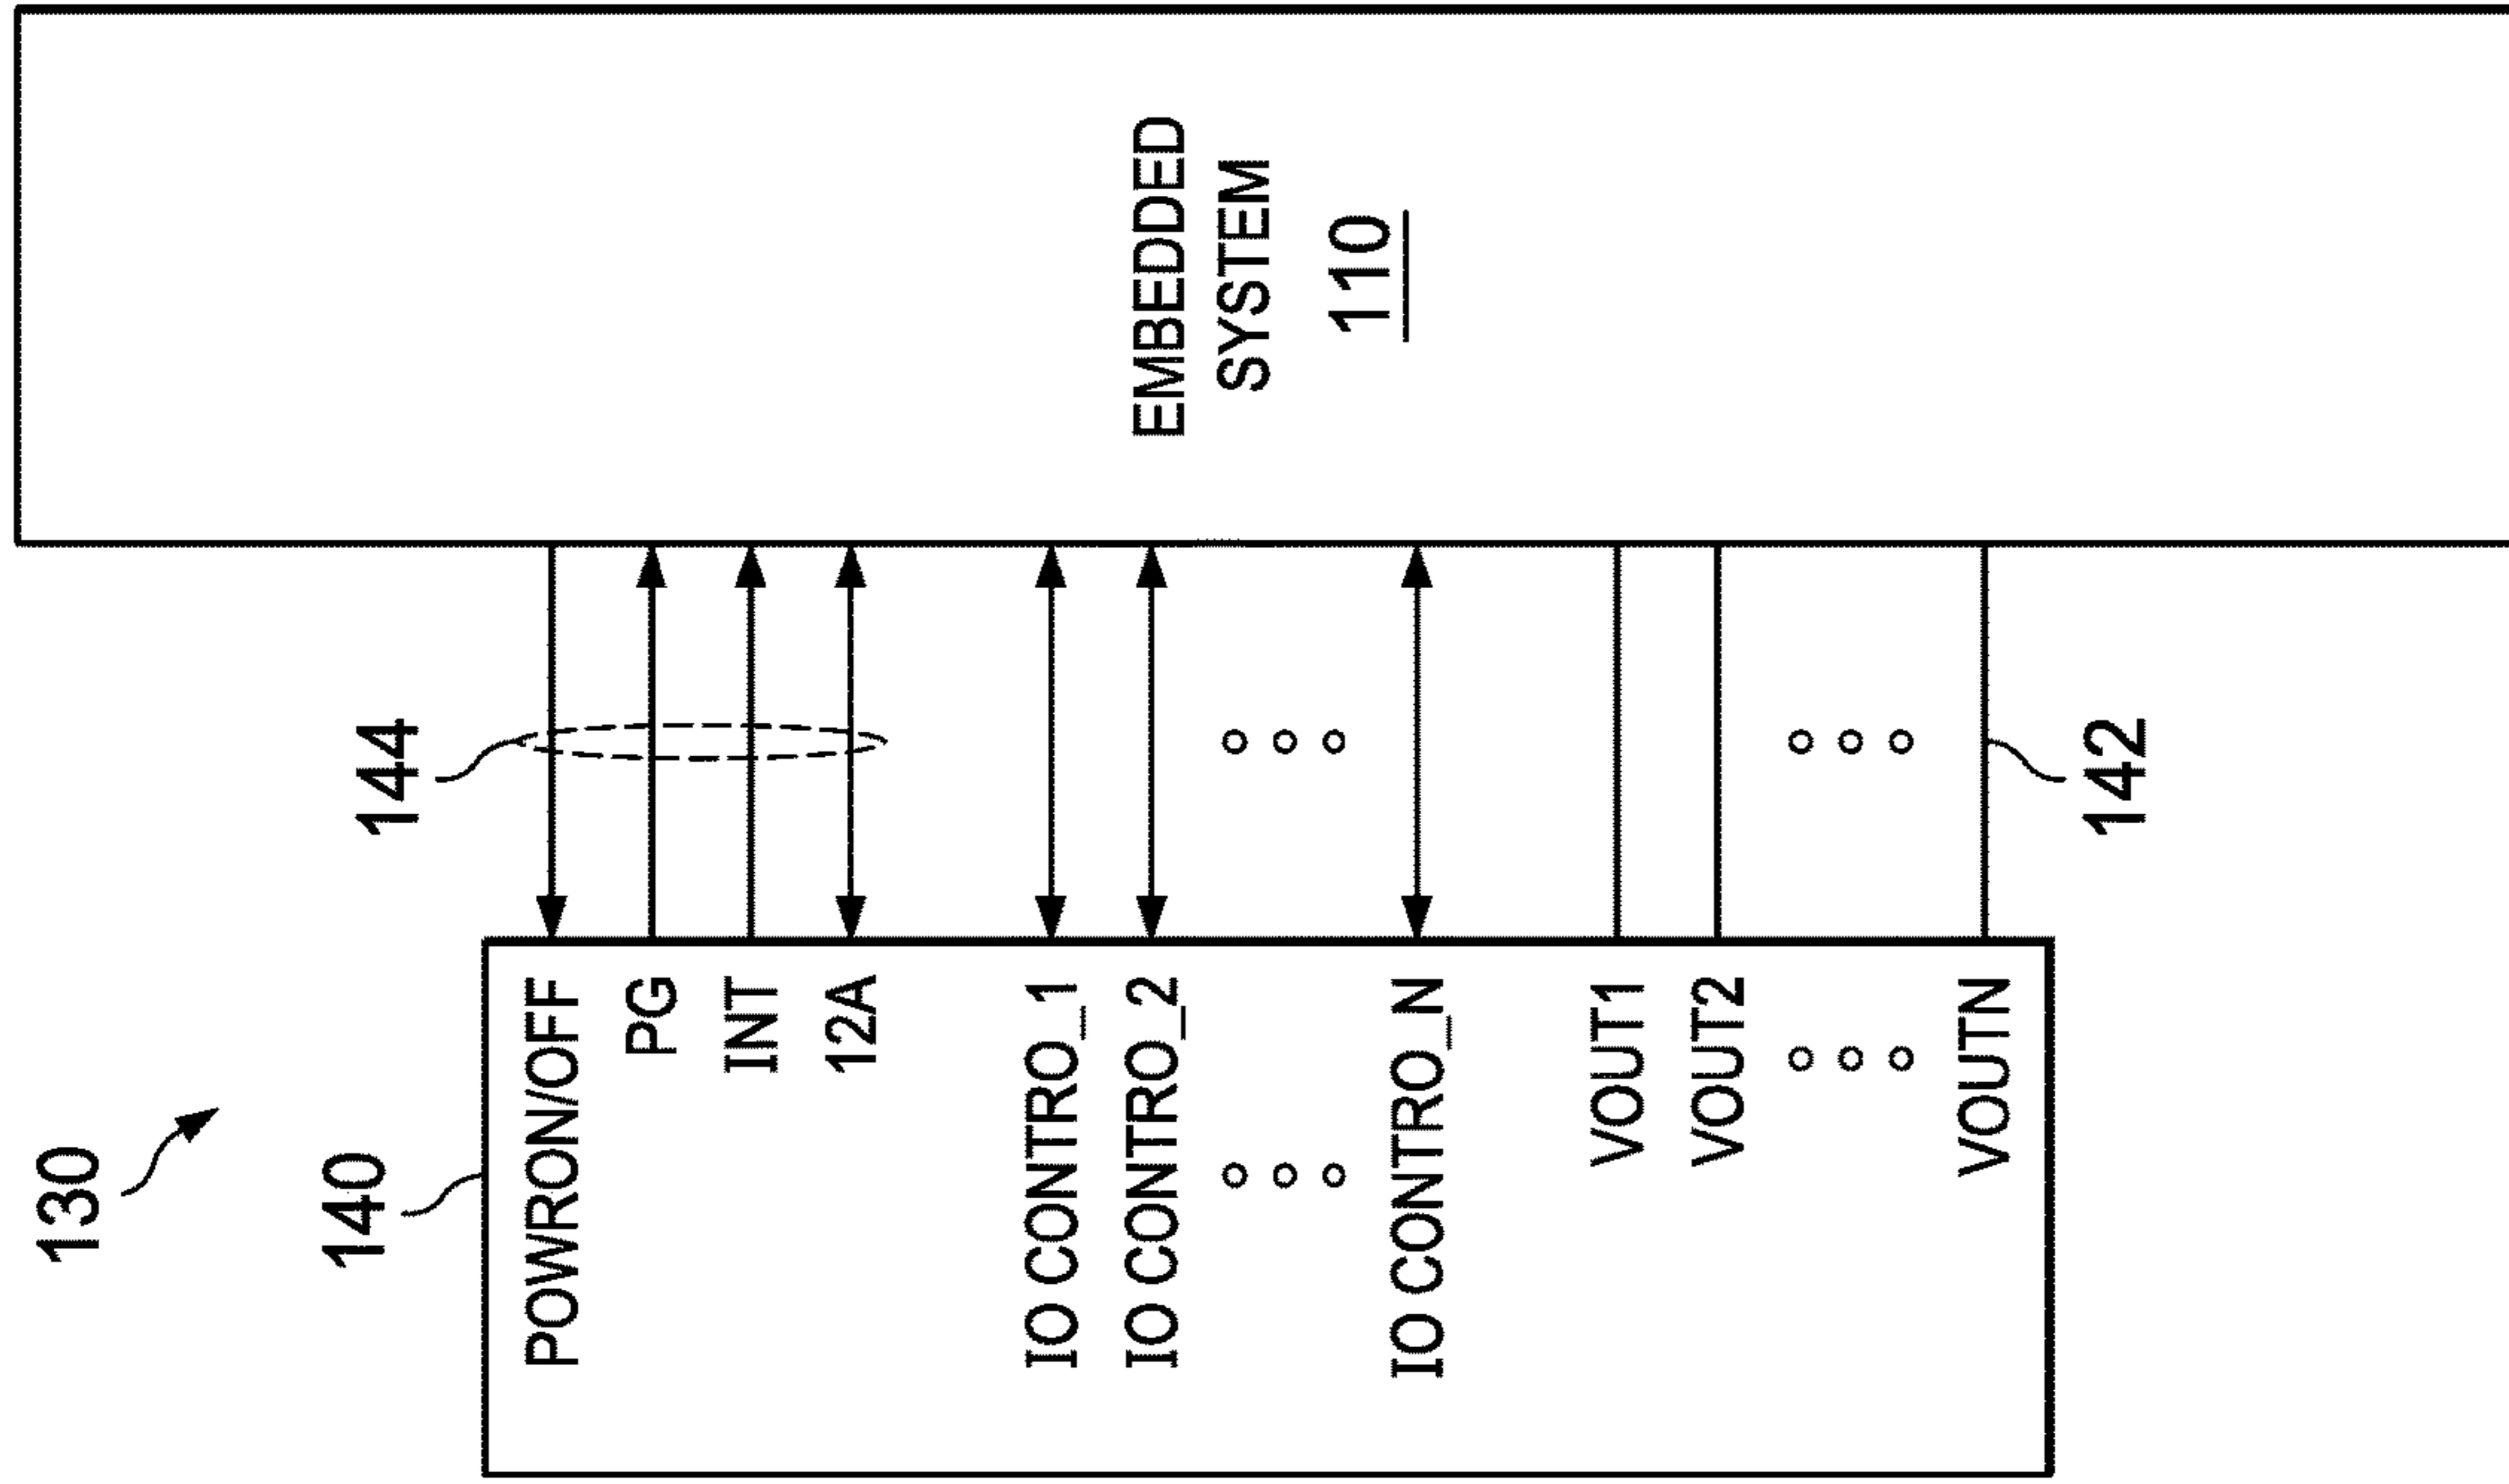 130
140
144
POWRON/OFF
PG
INT
12A
IO CONTRO_1
IO CONTRO_2
IO CONTRO_N
VOUT1
VOUT2
VOUTN
142
EMBEDDED
SYSTEM
110